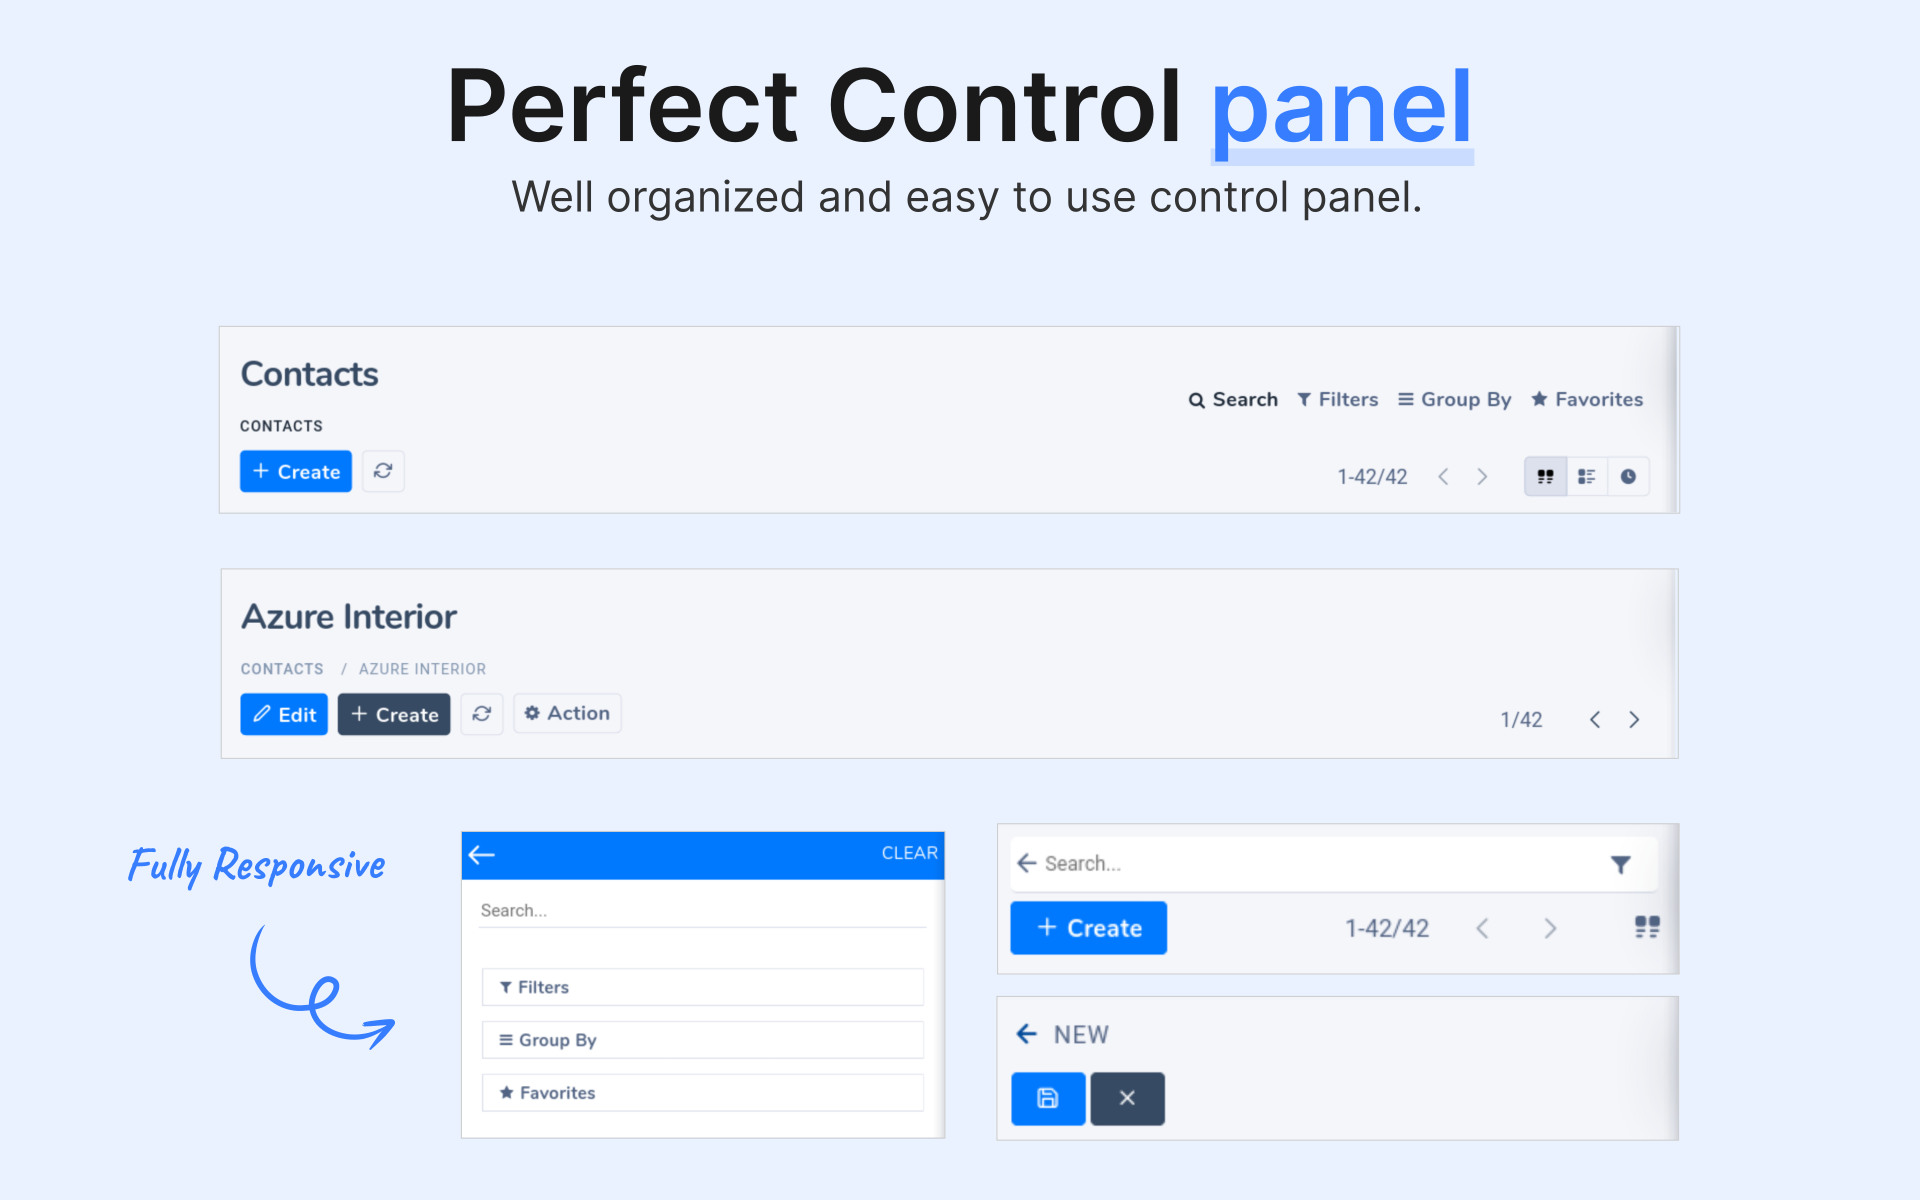 Perfect Control panel
Well organized and easy to use control panel.
Contacts
Search Filters Group By Favorites
CONTACTS
+ Create
1-42/42
Azure Interior
CONTACTS / AZURE INTERIOR
Edit + Create Action
1/42
Fully Responsive
CLEAR
Search...
Filters
Group By
Favorites
Search...
+ Create 1-42/42
NEW